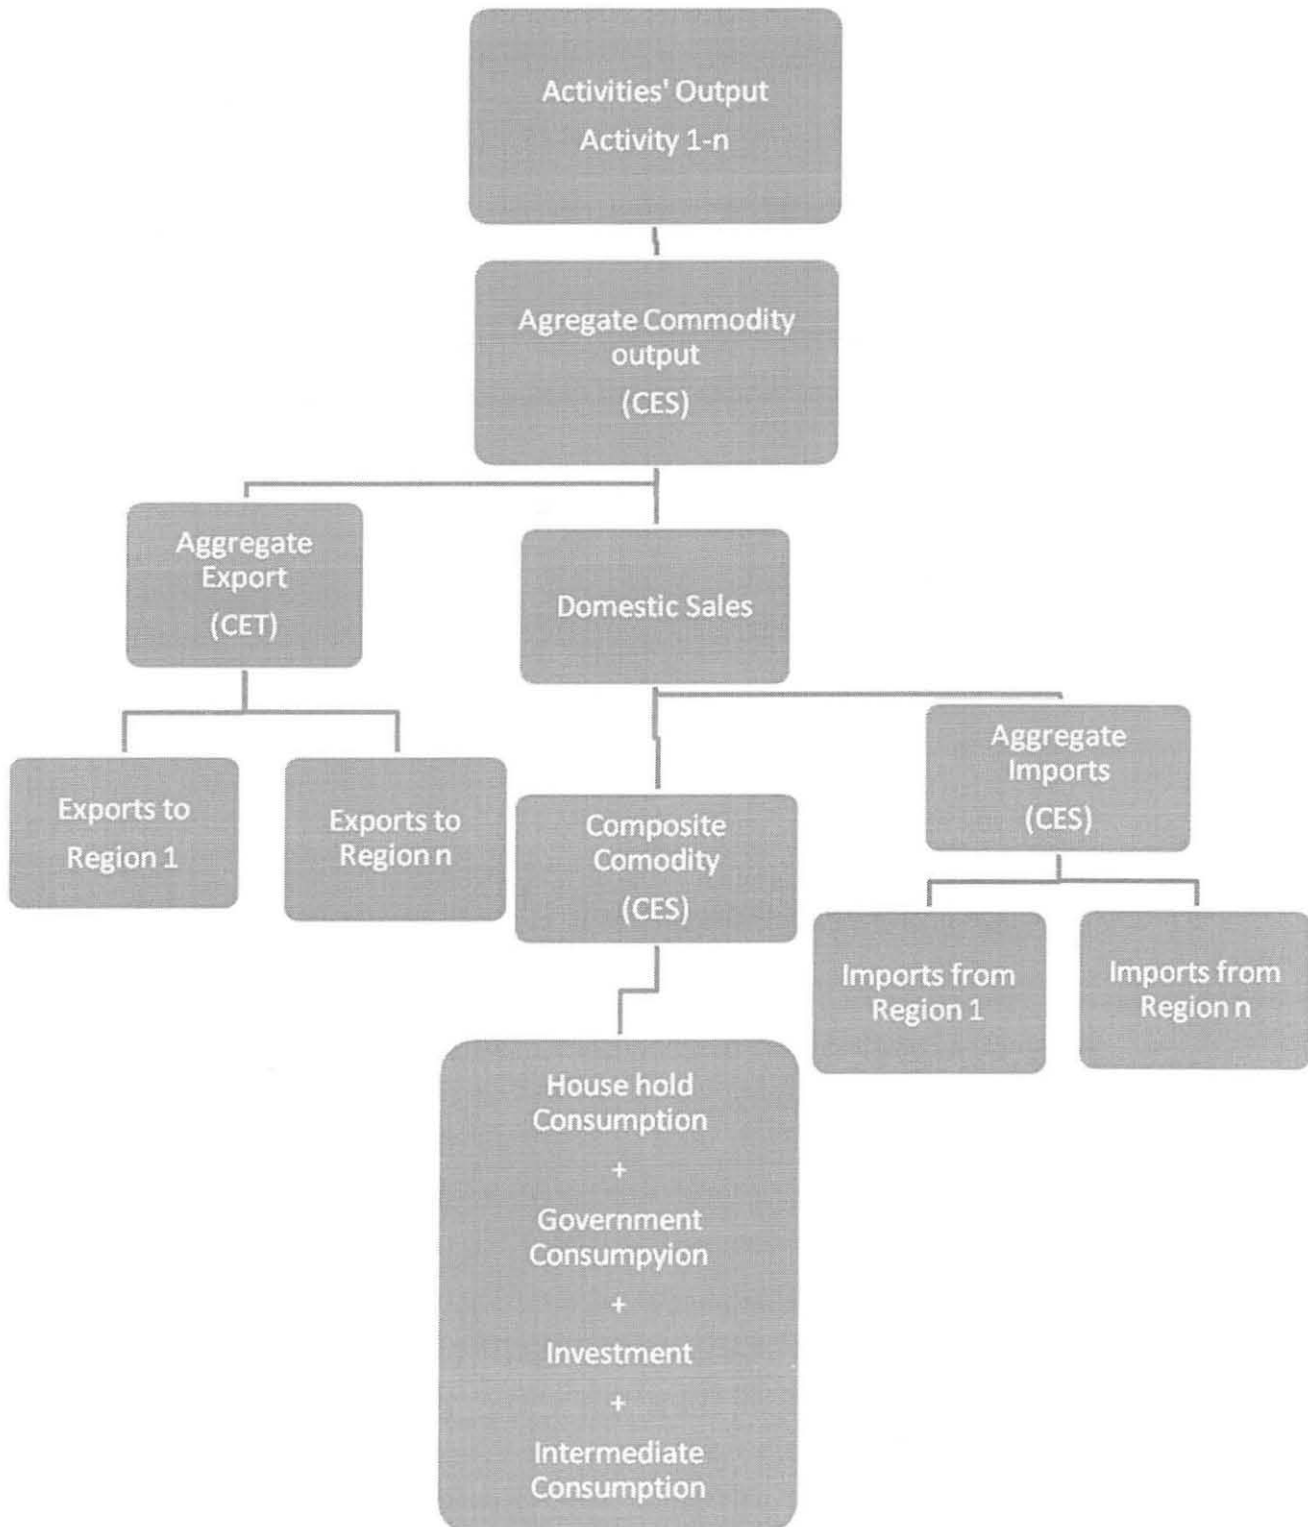 Activities' Output
Activity 1-n
Agregate Commodity
output
(CES)
Aggregate
Export
(CET)
Domestic Sales
Aggregate
Imports
(CES)
Exports to
Region 1
Exports to
Region n
Composite
Comodity
(CES)
Imports from
Region 1
Imports from
Region n
House hold
Consumption
+
Government
Consumpyion
+
Investment
+
Intermediate
Consumption